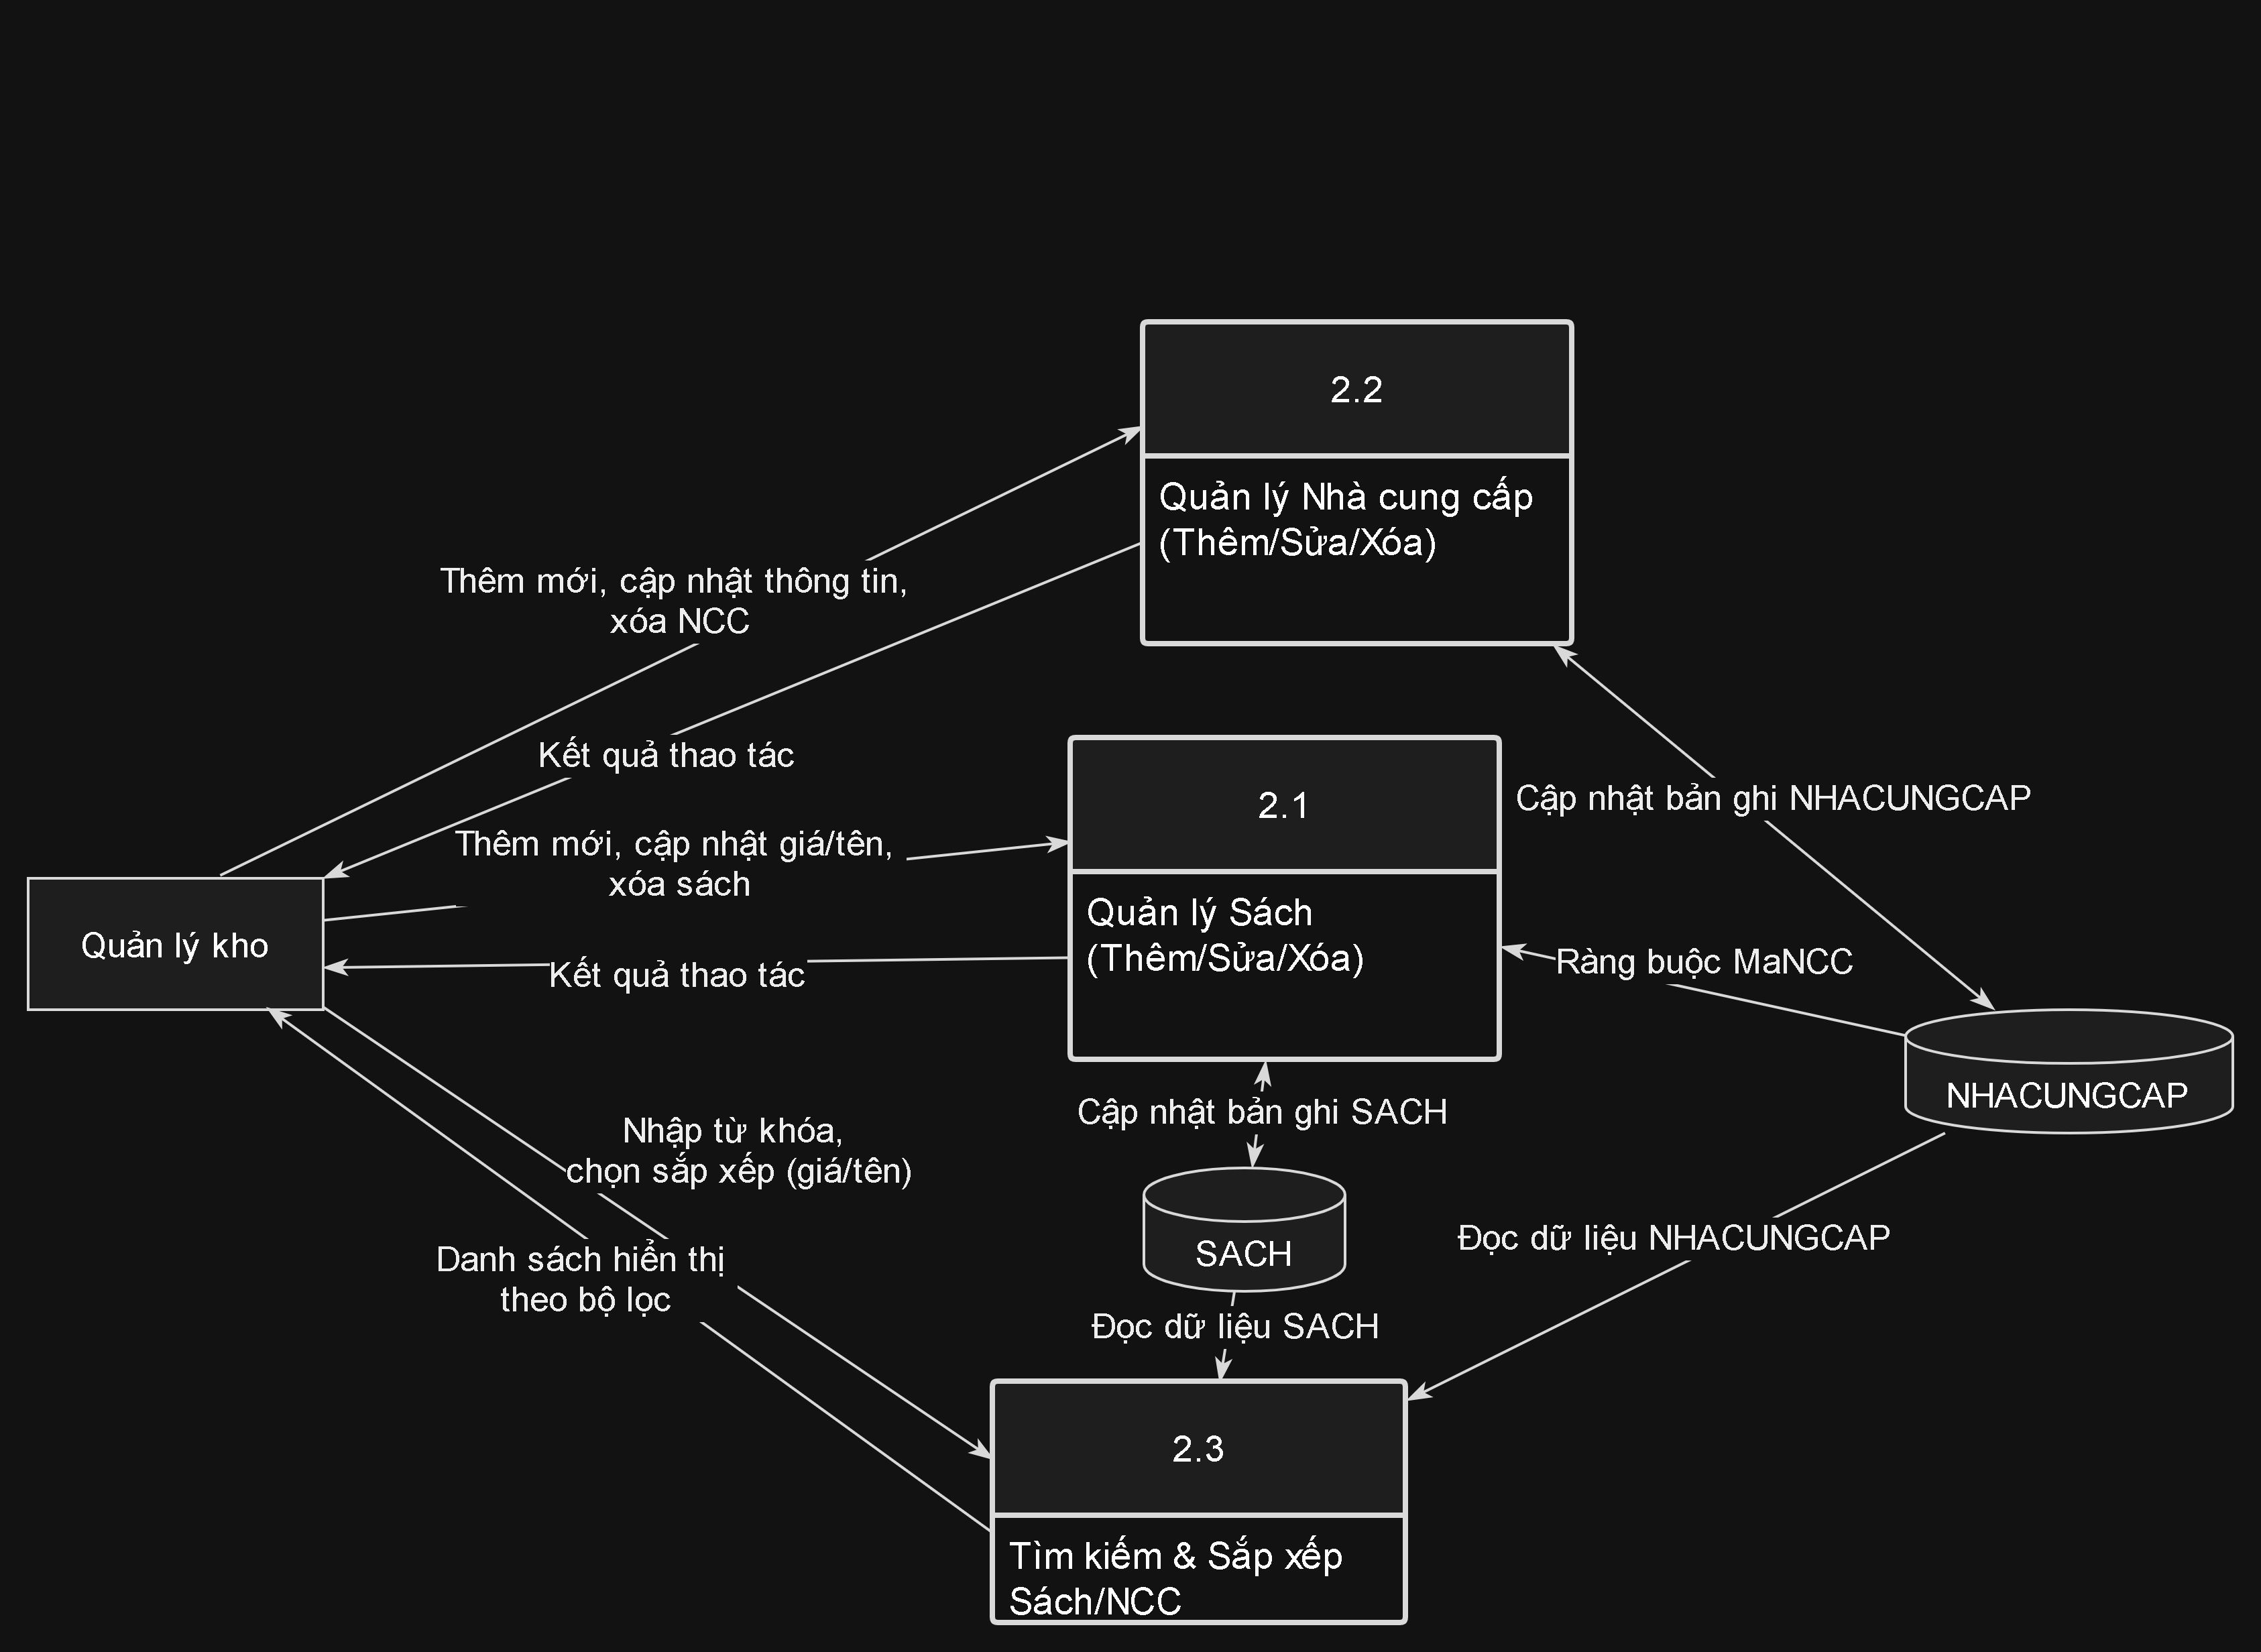 2.2
Quản lý Nhà cung cấp
(Thêm/Sửa/Xóa)
Thêm mới, cập nhật thông tin,
xóa NCC
Kết quả thao tác
2.1
Cập nhật bản ghi NHACUNGCAP
Thêm mới, cập nhật giá/tên,
xóa sách
Quản lý Sách
(Thêm/Sửa/Xóa)
Quản lý kho
Kết quả thao tác
Ràng buộc MaNCC
NHACUNGCAP
Cập nhật bản ghi SACH
Nhập từ khóa,
chọn sắp xếp (giá/tên)
SACH
Đọc dữ liệu NHACUNGCAP
Danh sách hiển thị
theo bộ lọc
Đọc dữ liệu SACH
2.3
Tìm kiếm & Sắp xếp
Sách/NCC